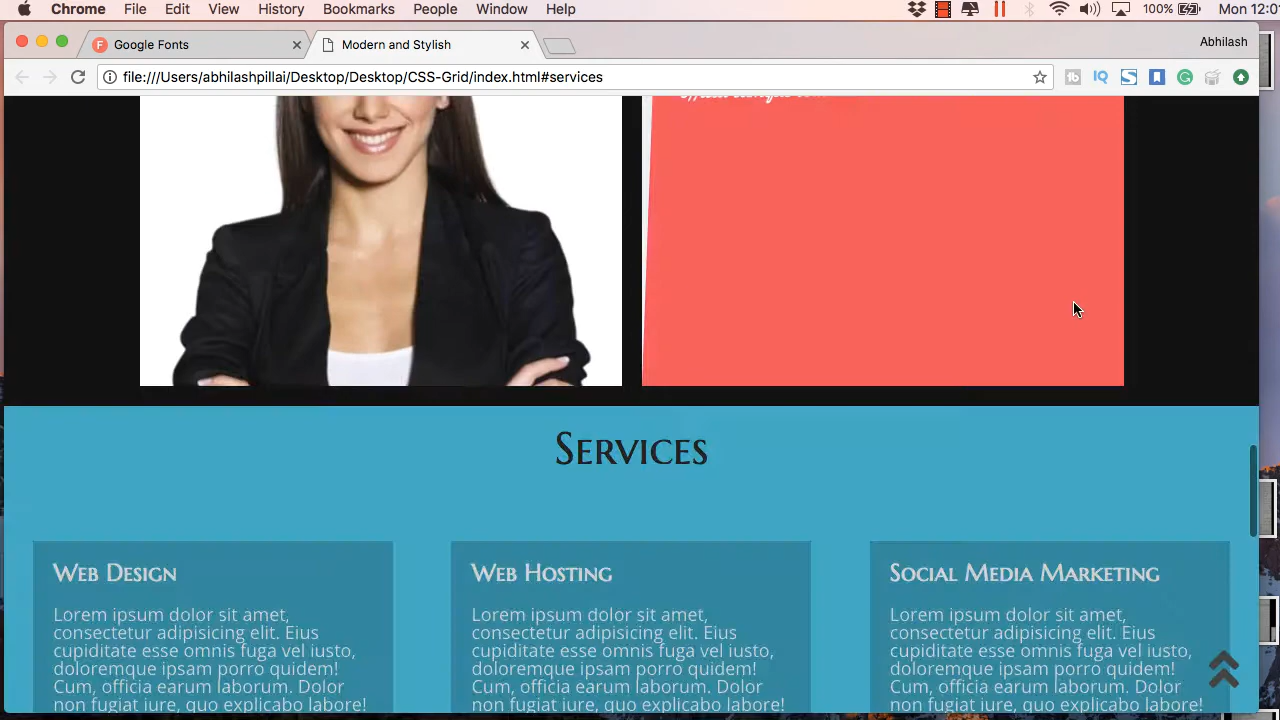 Chrome File Edit View History Bookmarks People Window Help 100% Mon 12:0
Google Fonts
Modern and Stylish
Abhilash
file:///Users/abhilashpillai/Desktop/Desktop/CSS-Grid/index.html#services
Services
Web Design
Lorem ipsum dolor sit amet,
consectetur adipisicing elit. Eius
cupiditate esse omnis fuga vel iusto,
doloremque ipsam porro quidem!
Cum, officia earum laborum. Dolor
non fugiat iure, quo explicabo labore!
Web Hosting
Lorem ipsum dolor sit amet,
consectetur adipisicing elit. Eius
cupiditate esse omnis fuga vel iusto,
doloremque ipsam porro quidem!
Cum, officia earum laborum. Dolor
non fugiat iure, quo explicabo labore!
Social Media Marketing
Lorem ipsum dolor sit amet,
consectetur adipisicing elit. Eius
cupiditate esse omnis fuga vel iusto,
doloremque ipsam porro quidem!
Cum, officia earum laborum. Dolor
non fugiat iure, quo explicabo labore!